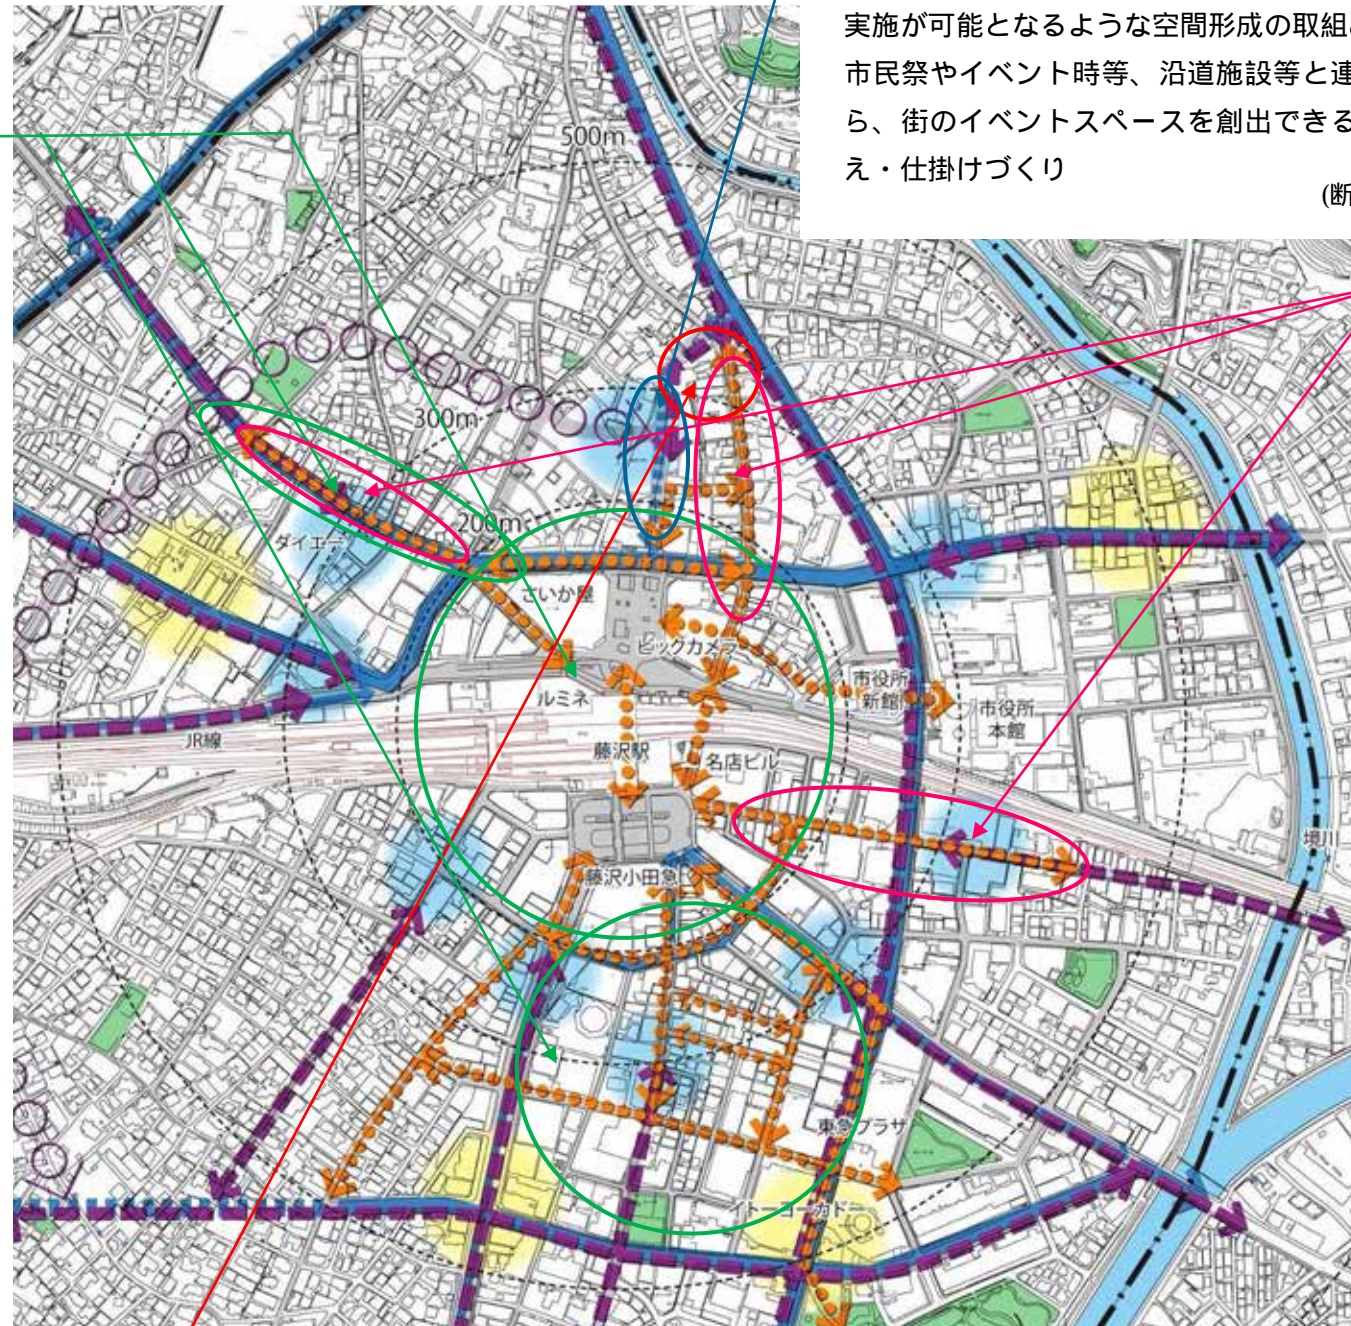 実施が可能となるような空間形成の取組
市民祭やイベント時等、沿道施設等と連
ら、街のイベントスペースを創出できる
え・仕掛けづくり
(断
500m
300m
200m
ダイエー
さいか屋
ビックカメラ
市役所
新館
ルミネ
市役所
本館
JR線
藤沢駅
名店ビル
境川
藤沢小田急
東急プラザ
イトーヨーカドー